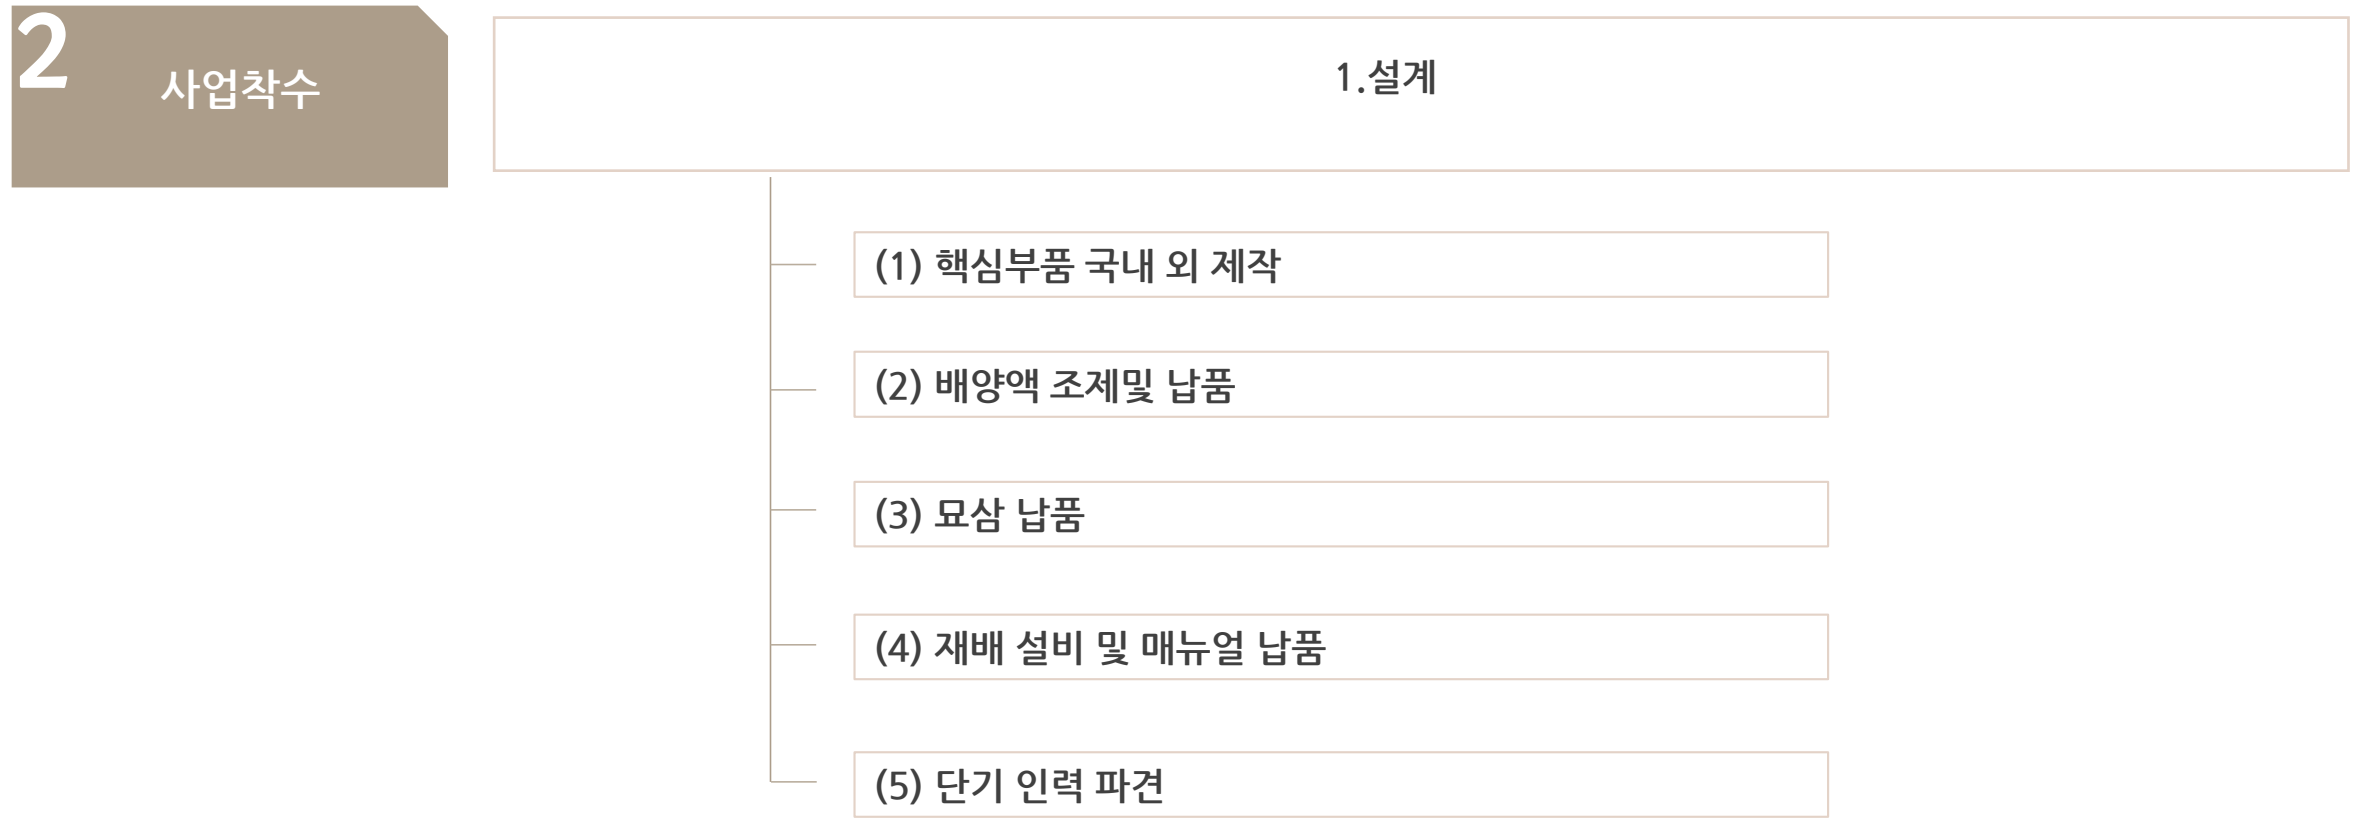 2
사업착수
1.설계
(1) 핵심부품 국내 외 제작
(2) 배양액 조제및 납품
(3) 묘삼 납품
(4) 재배 설비 및 매뉴얼 납품
(5) 단기 인력 파견